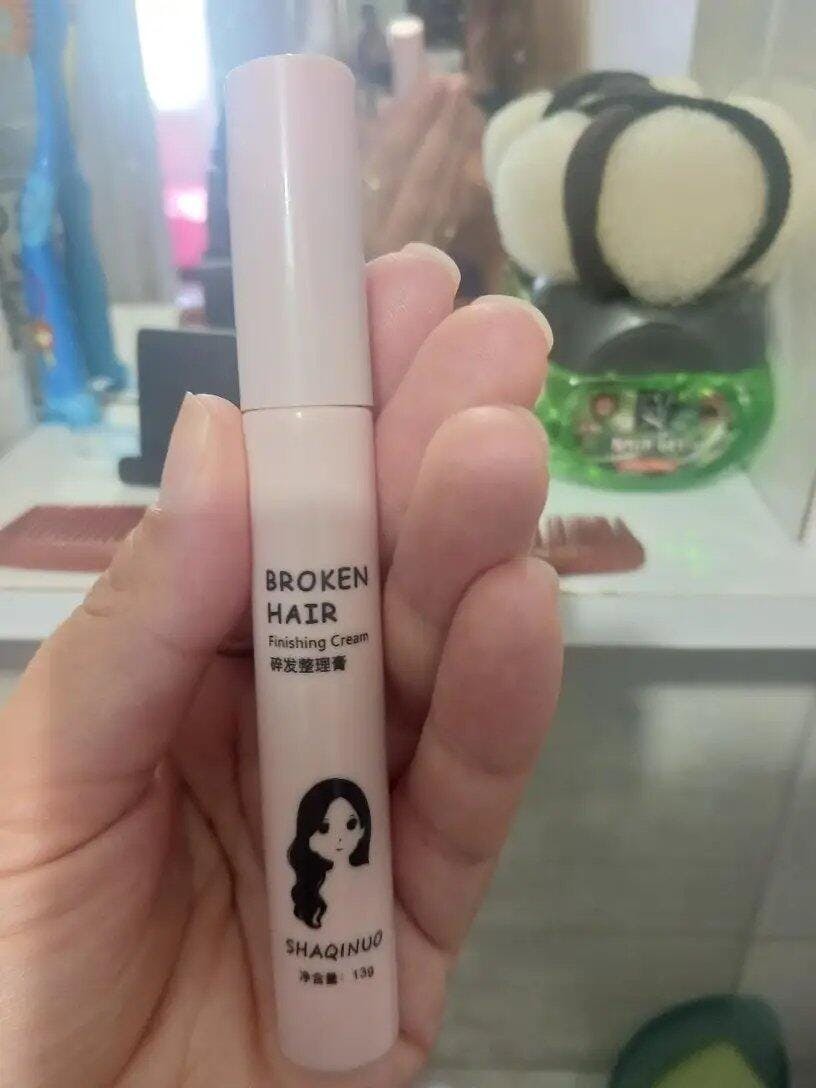 BROKEN
HAIR
Finishing Cream
碎发整理膏
SHAQINUO
净含量：13g